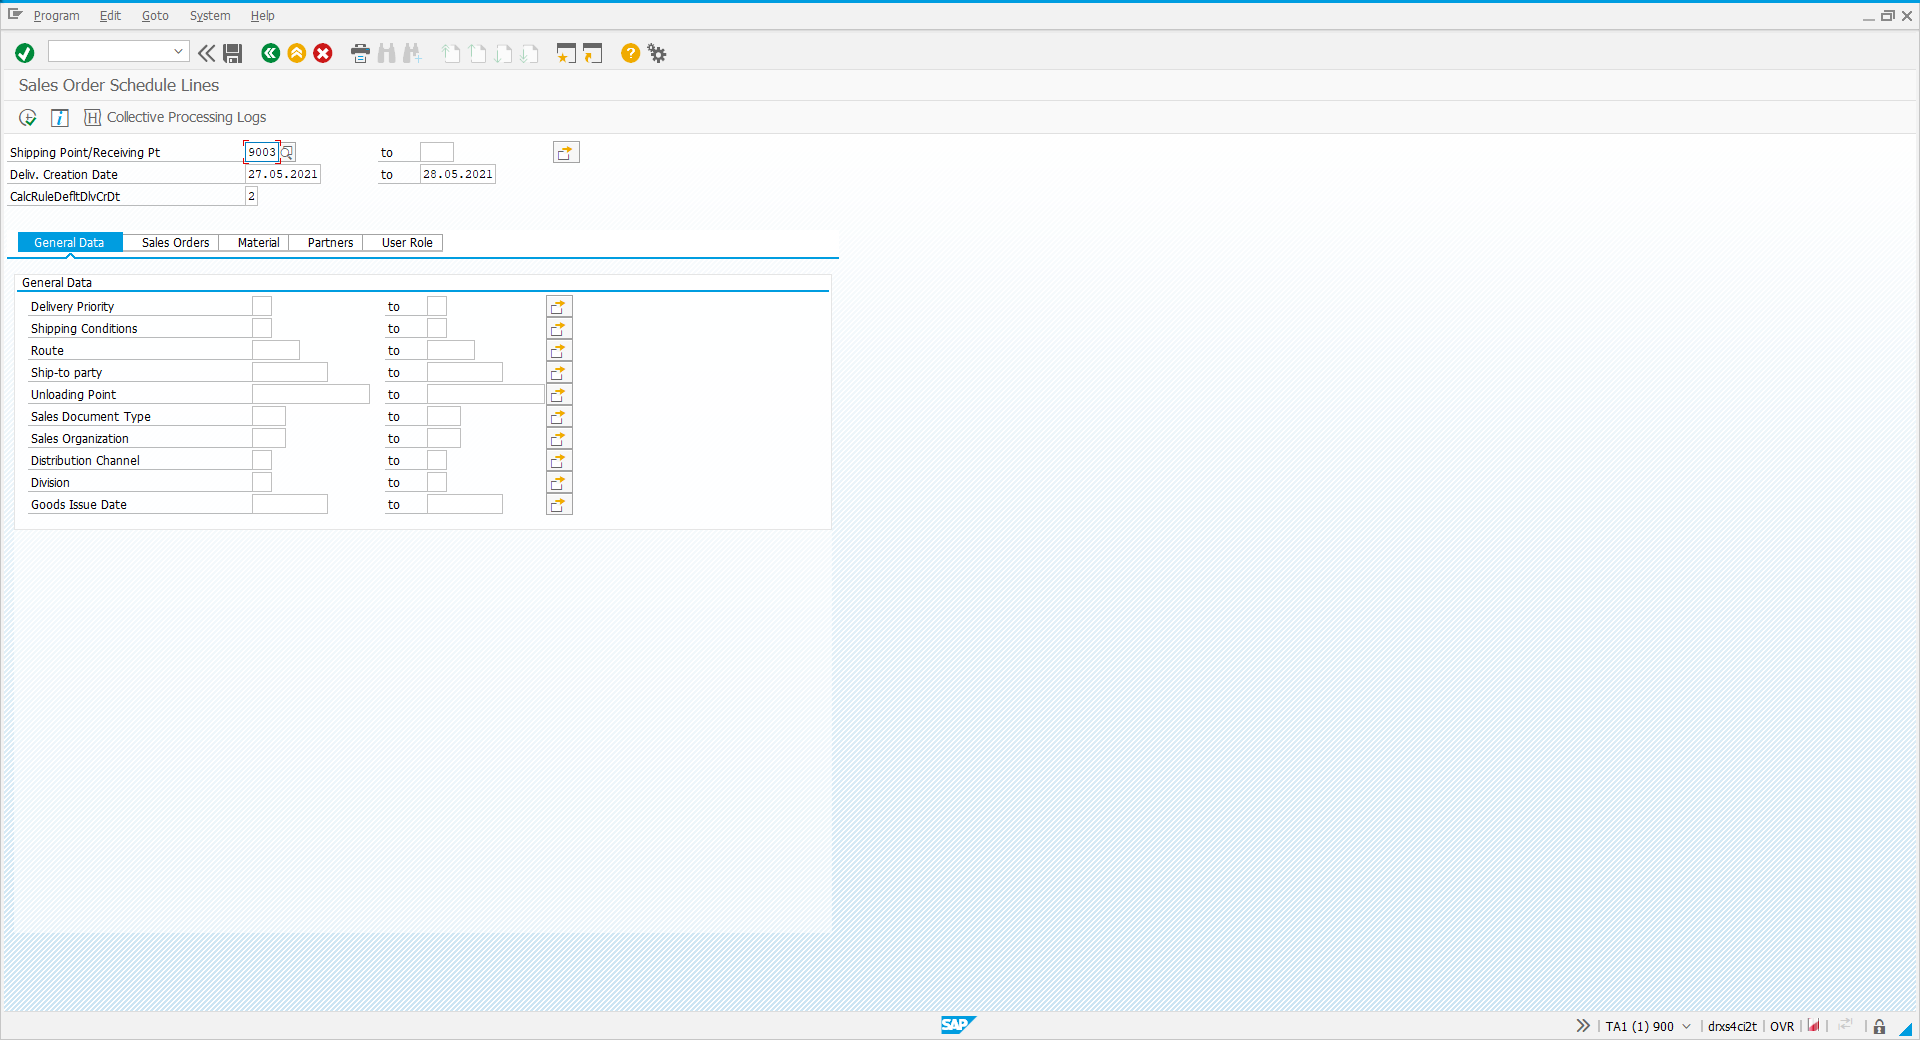 Program Edit Goto System Help
Sales Order Schedule Lines
Collective Processing Logs
Shipping Point/Receiving Pt 9003 to
Deliv. Creation Date 27.05.2021 to 28.05.2021
CalcRuleDefltDlvCrDt 2
General Data Sales Orders Material Partners User Role
General Data
Delivery Priority to
Shipping Conditions to
Route to
Ship-to party to
Unloading Point to
Sales Document Type to
Sales Organization to
Distribution Channel to
Division to
Goods Issue Date to
SAP TA1 (1) 900 drxs4ci2t OVR